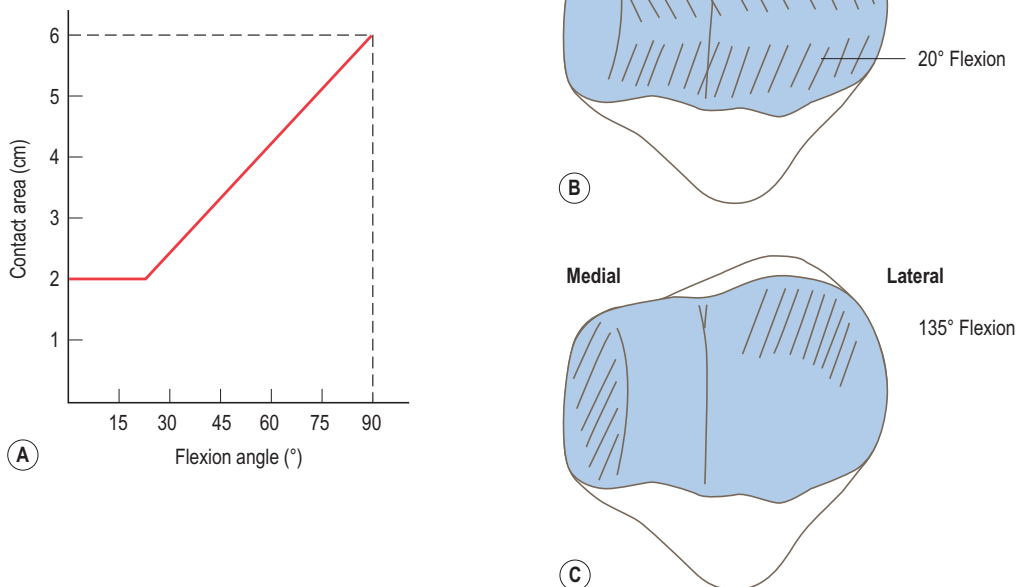 Contact area (cm)
6
5
4
3
2
1
15 30 45 60 75 90
Flexion angle (°)
A
20° Flexion
B
Medial
Lateral
135° Flexion
C